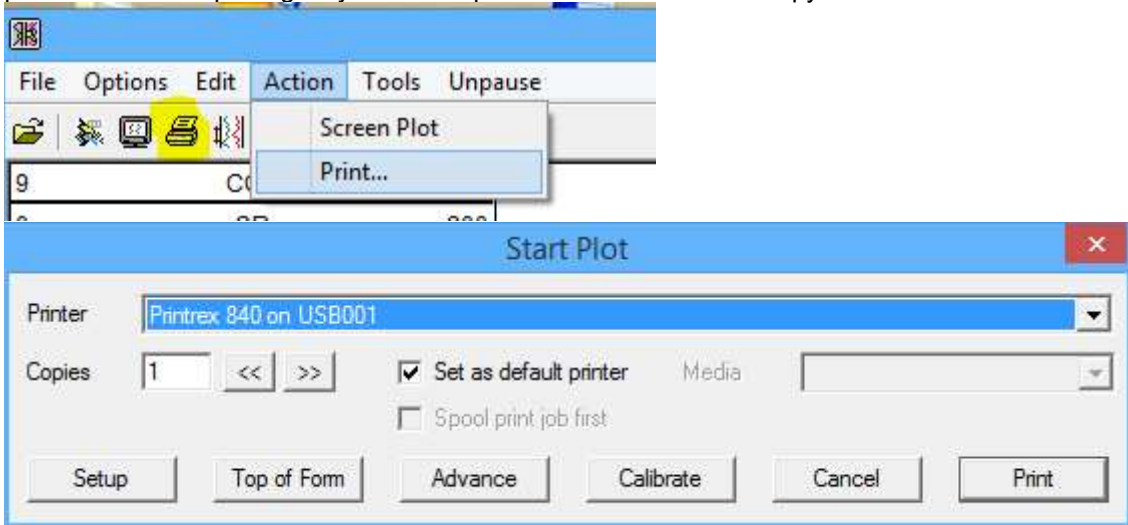 File Options Edit Action Tools Unpause
Screen Plot
Print...
9
Start Plot
Printer Printrex 840 on USB001
Copies 1 << >> Set as default printer Media
Spool print job first
Setup Top of Form Advance Calibrate Cancel Print